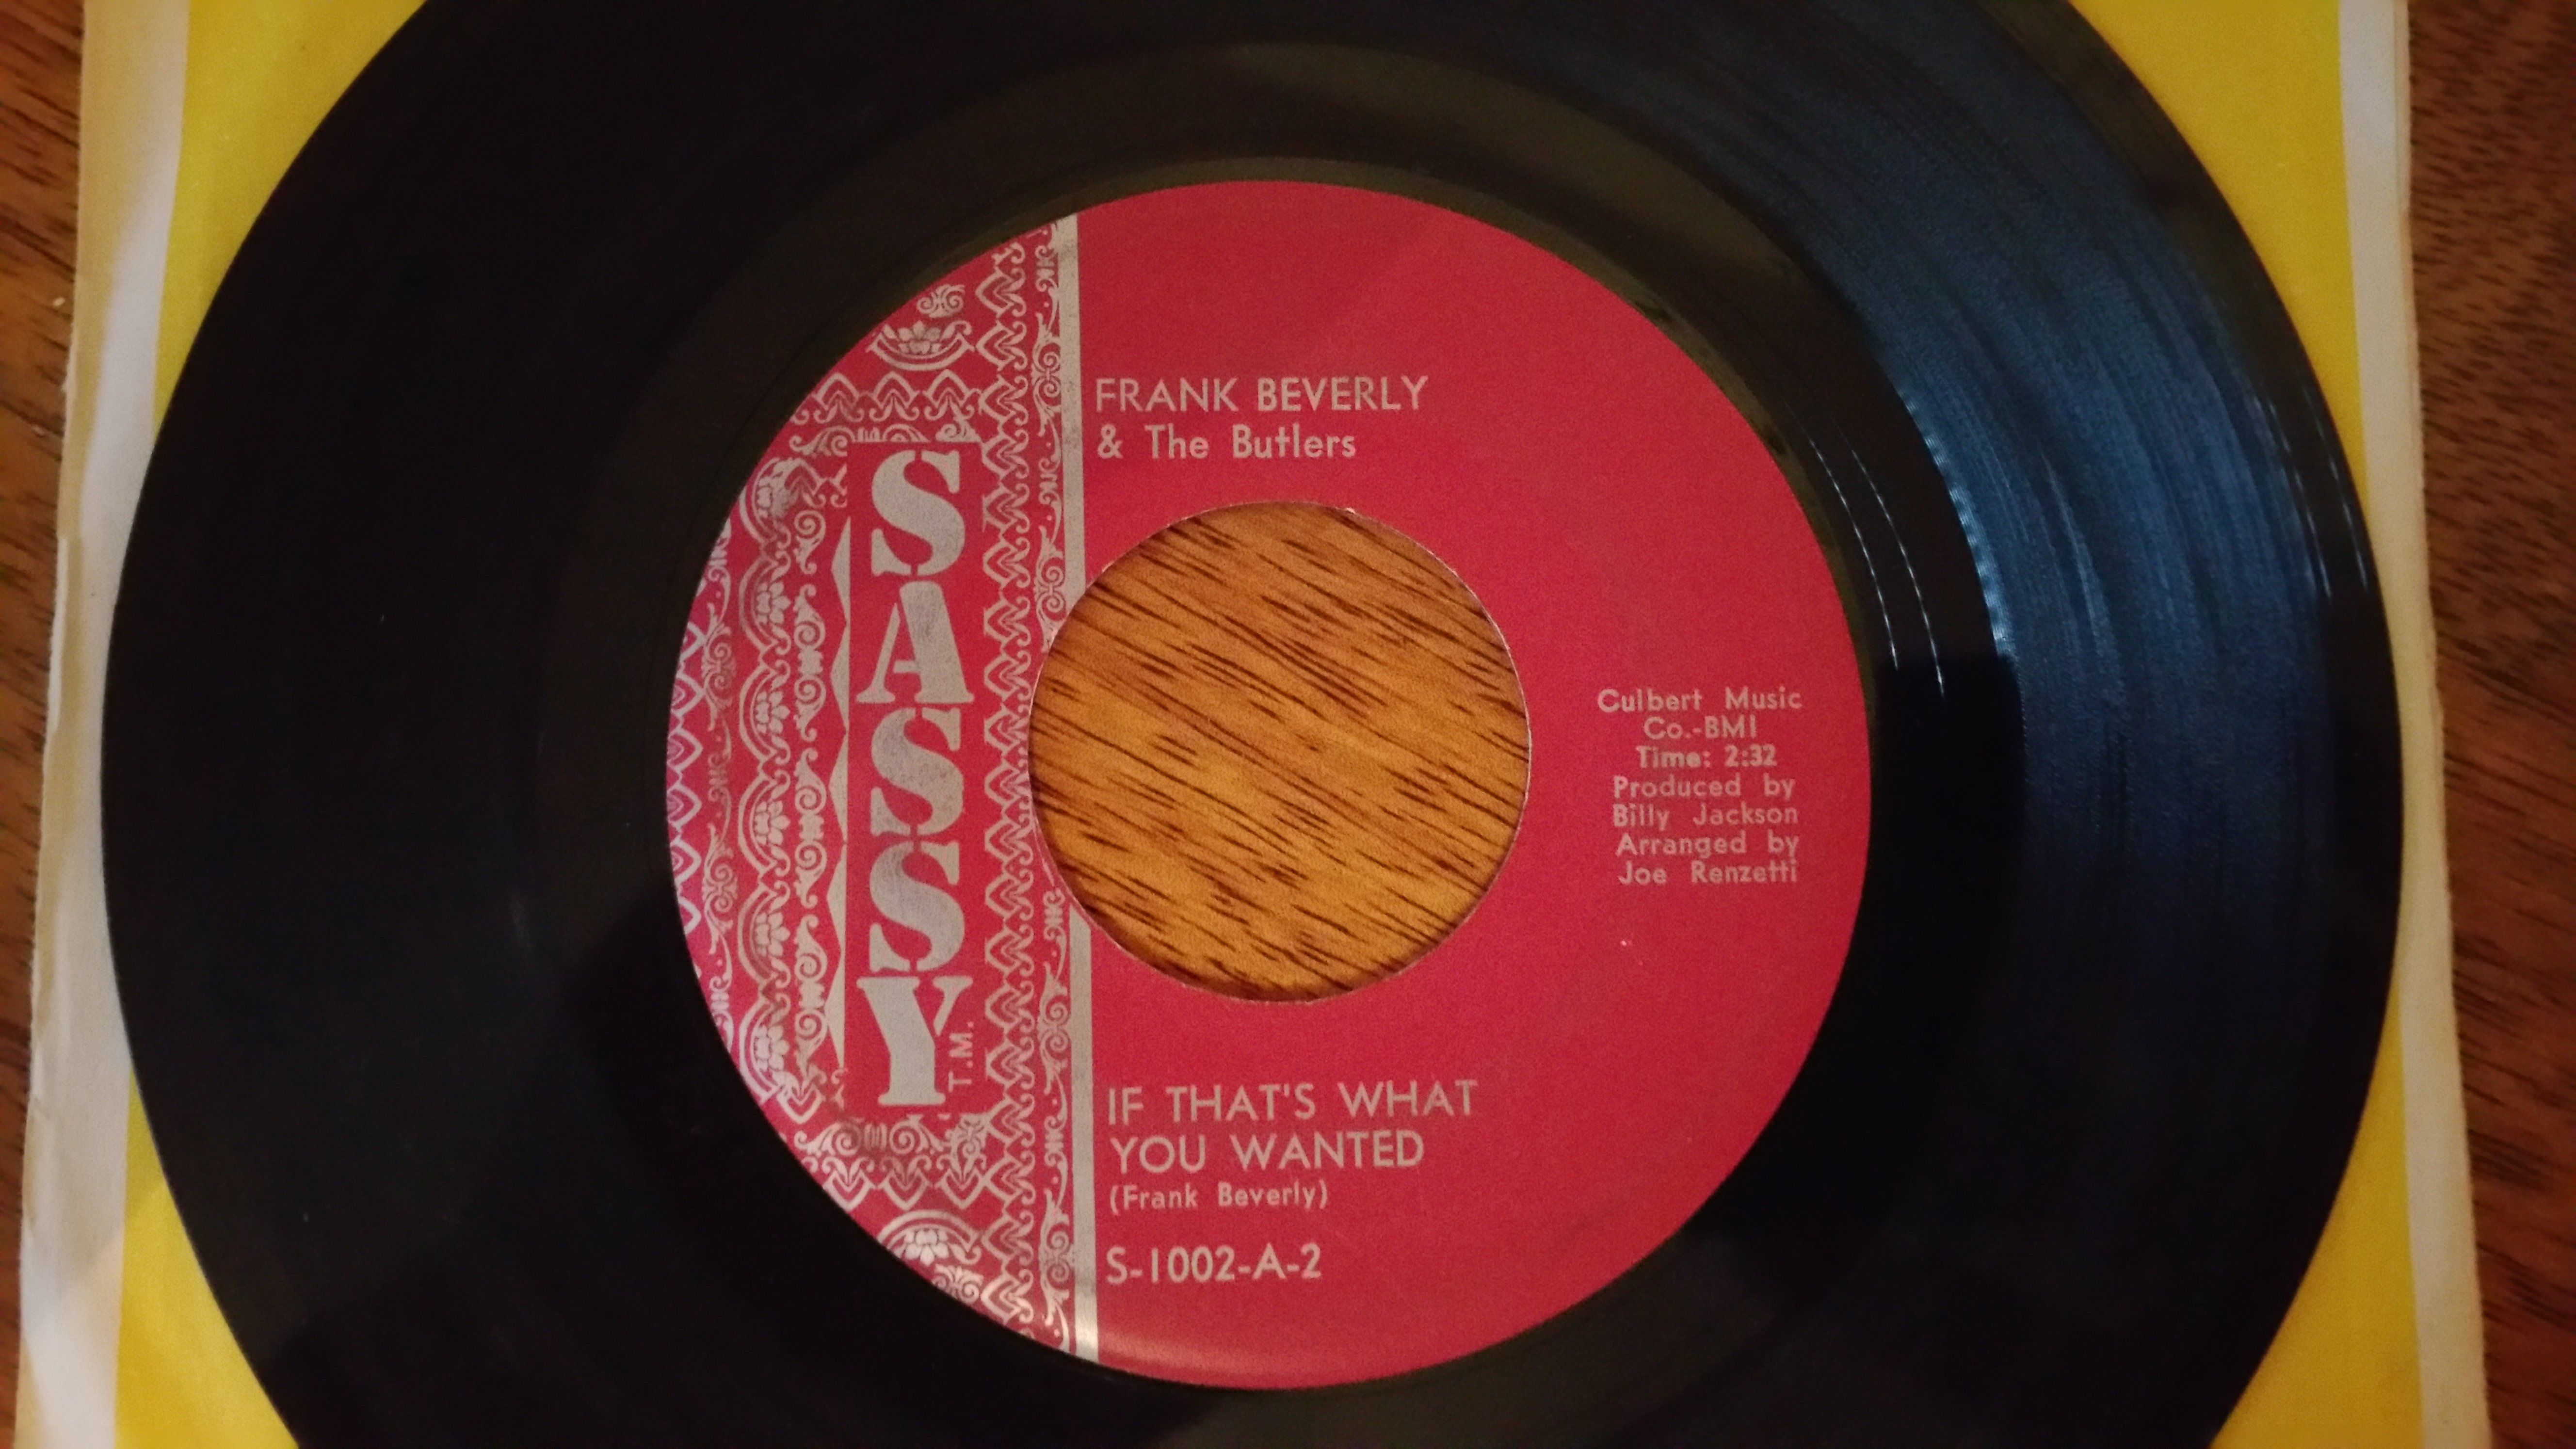 SASSY
T.M.
FRANK BEVERLY
& The Butlers
Culbert Music
Co.-BMI
Time: 2:32
Produced by
Billy Jackson
Arranged by
Joe Renzetti
IF THAT'S WHAT
YOU WANTED
(Frank Beverly)
S-1002-A-2